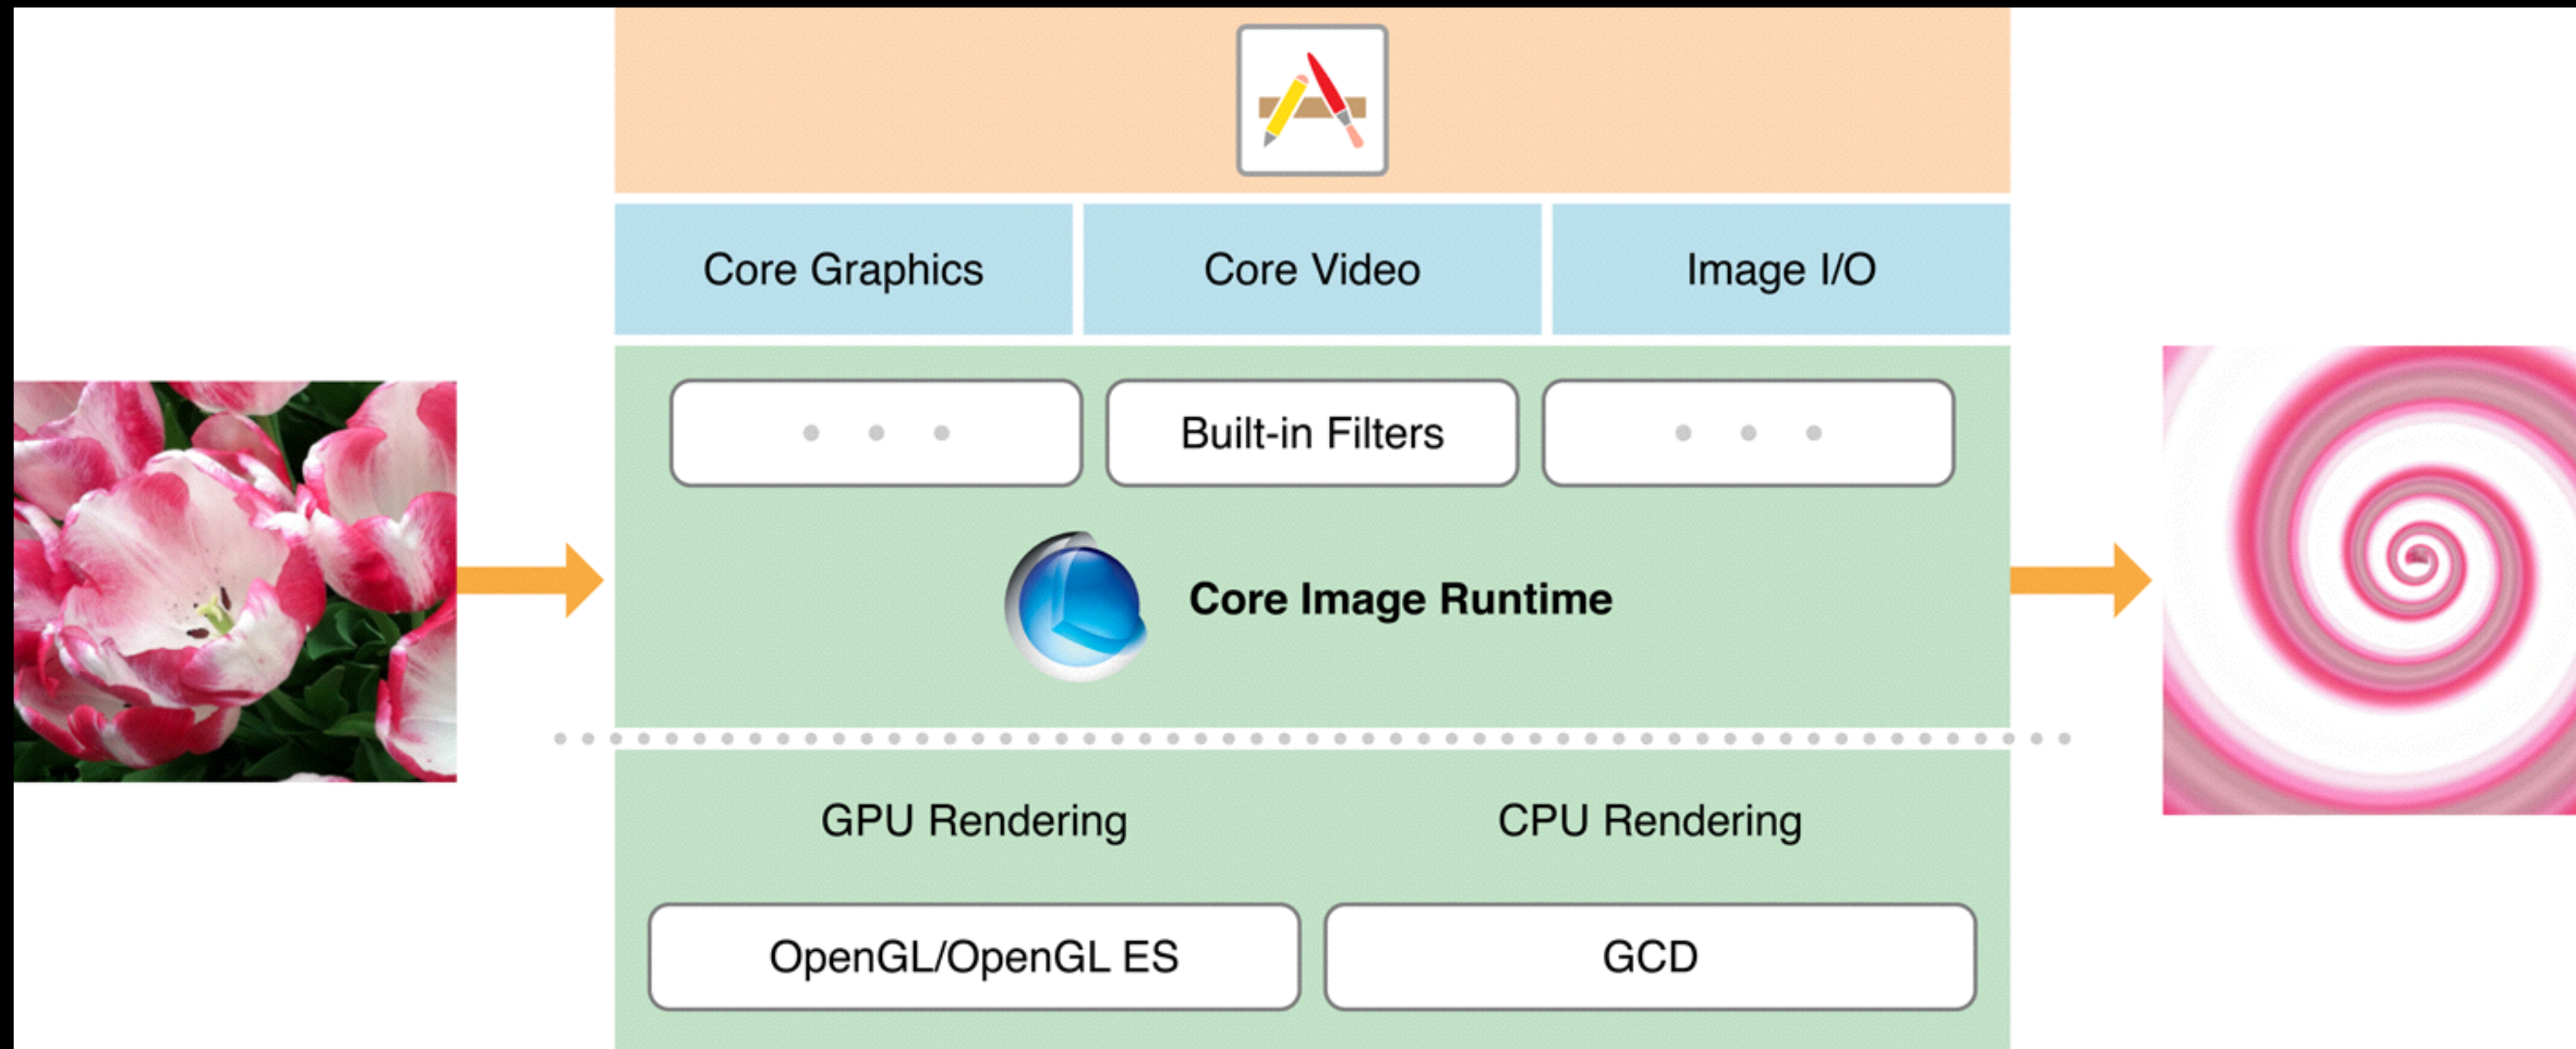 Core Graphics
Core Video
Image I/O
Built-in Filters
Core Image Runtime
GPU Rendering
CPU Rendering
OpenGL/OpenGL ES
GCD